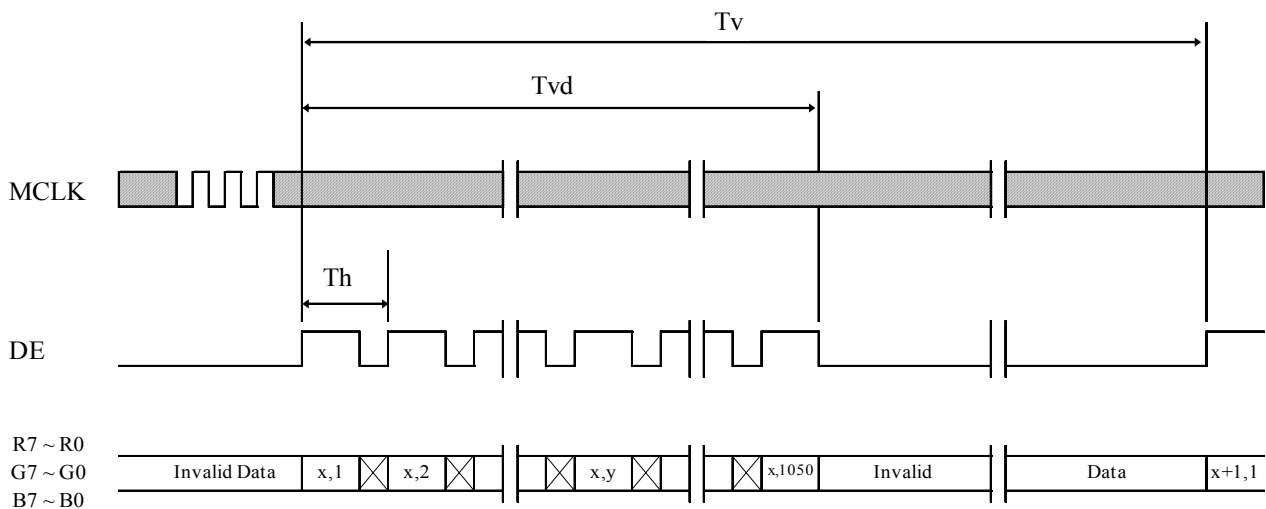 Tv
Tvd
MCLK
Th
DE
R7 ~ R0
G7 ~ G0
B7 ~ B0
Invalid Data
x,1
x,2
x,y
x,1050
Invalid
Data
x+1,1